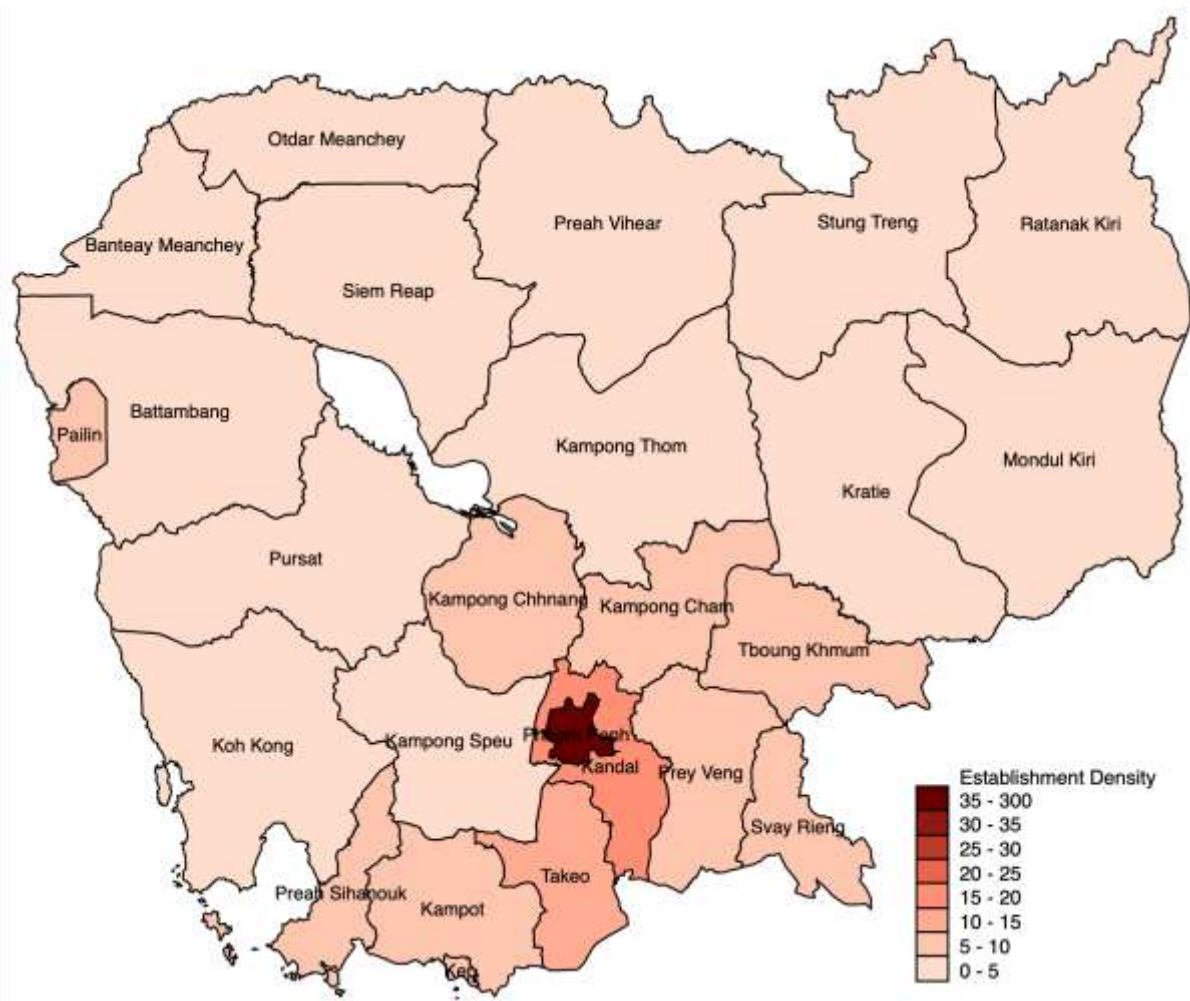 Otdar Meanchey
Preah Vihear
Stung Treng
Ratanak Kiri
Banteay Meanchey
Siem Reap
Battambang
Pailin
Kampong Thom
Mondul Kiri
Kratie
Pursat
Kampong Chhnang
Kampong Cham
Tboung Khmum
Koh Kong
Kampong Speu
Phnom Penh
Kandal
Prey Veng
Svay Rieng
Takeo
Preah Sihanouk
Kampot
Kep
Establishment Density
35 - 300
30 - 35
25 - 30
20 - 25
15 - 20
10 - 15
5 - 10
0 - 5